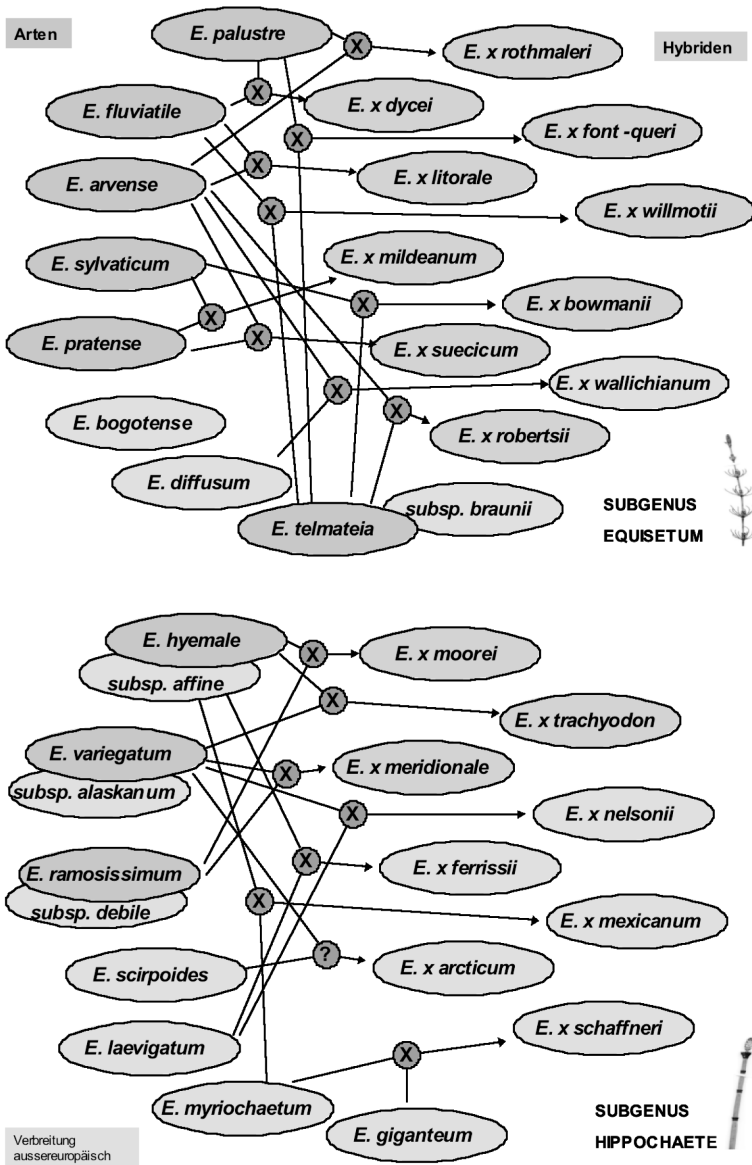 Arten
E. palustre
E. x rothmaleri
Hybriden
E. fluviatile
X
X
E. x dycei
E. x font -queri
X
E. arvense
X
E. x litorale
X
E. x willmotii
E. sylvaticum
E. x mildeanum
X
X
E. x bowmanii
E. pratense
X
E. x suecicum
X
E. x wallichianum
E. bogotense
X
E. x robertsii
E. diffusum
E. telmateia
subsp. braunii
SUBGENUS
EQUISETUM
E. hyemale
subsp. affine
X
E. x moorei
X
E. x trachyodon
E. variegatum
subsp. alaskanum
X
E. x meridionale
X
E. x nelsonii
E. ramosissimum
subsp. debile
X
E. x ferrissii
X
E. x mexicanum
E. scirpoides
?
E. x arcticum
E. laevigatum
X
E. x schaffneri
E. myriochaetum
E. giganteum
SUBGENUS
HIPPOCHAETE
Verbreitung
aussereuropäisch